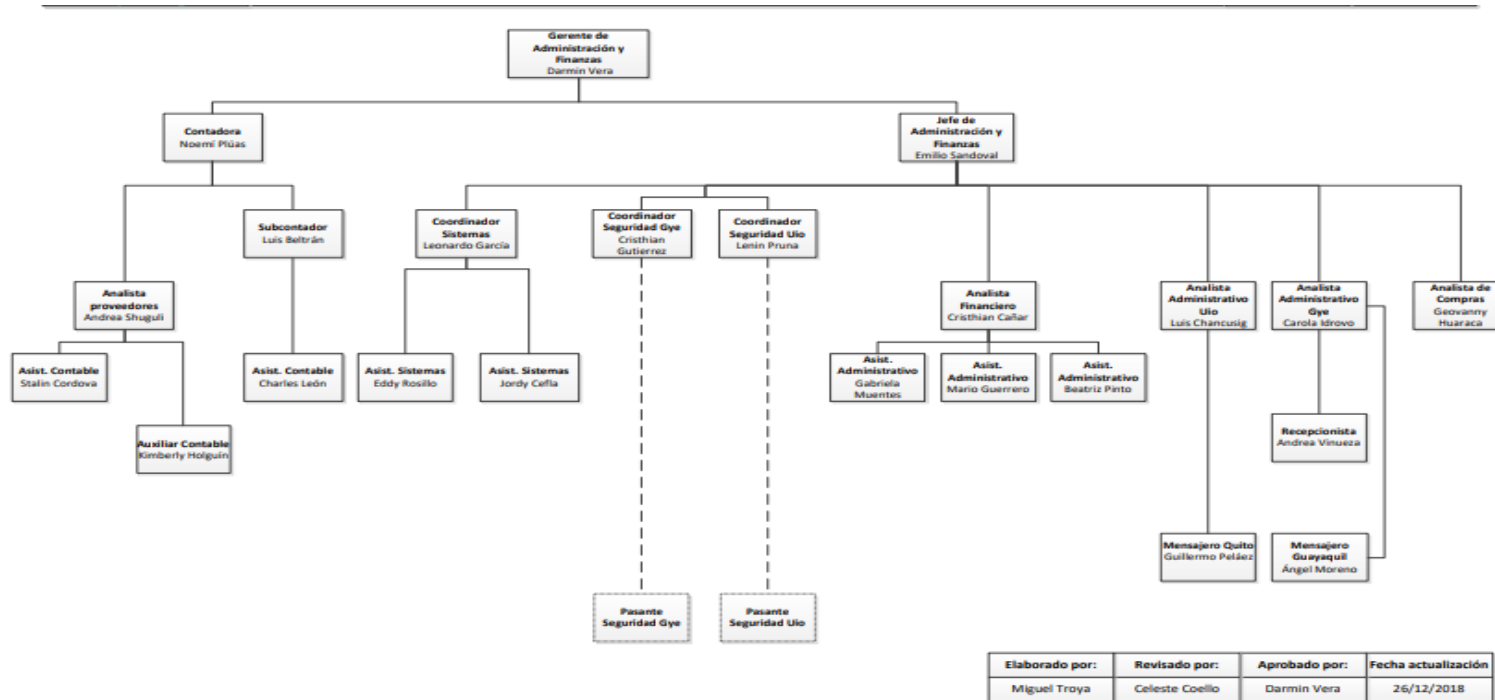 Gerente de
Administración y
Finanzas
Darmin Vera
Contadora
Noemí Plúas
Jefe de
Administración y
Finanzas
Emilio Sandoval
Subcontador
Luis Beltrán
Coordinador
Sistemas
Leonardo García
Coordinador
Seguridad Gye
Cristhian
Gutierrez
Coordinador
Seguridad Uio
Lenin Pruna
Analista
proveedores
Andrea Shuguli
Analista
Financiero
Cristhian Cañar
Analista
Administrativo
Uio
Luis Chancusig
Analista
Administrativo
Gye
Carola Idrovo
Analista de
Compras
Geovanny
Huaraca
Asist. Contable
Stalin Cordova
Asist. Contable
Charles León
Asist. Sistemas
Eddy Rosillo
Asist. Sistemas
Jordy Cefla
Asist.
Administrativo
Gabriela
Muentes
Asist.
Administrativo
Mario Guerrero
Asist.
Administrativo
Beatriz Pinto
Auxiliar Contable
Kimberly Holguín
Recepcionista
Andrea Vinueza
Mensajero Quito
Guillermo Peláez
Mensajero
Guayaquil
Ángel Moreno
Pasante
Seguridad Gye
Pasante
Seguridad Uio
Elaborado por: Revisado por: Aprobado por: Fecha actualización
Miguel Troya Celeste Coello Darmin Vera 26/12/2018